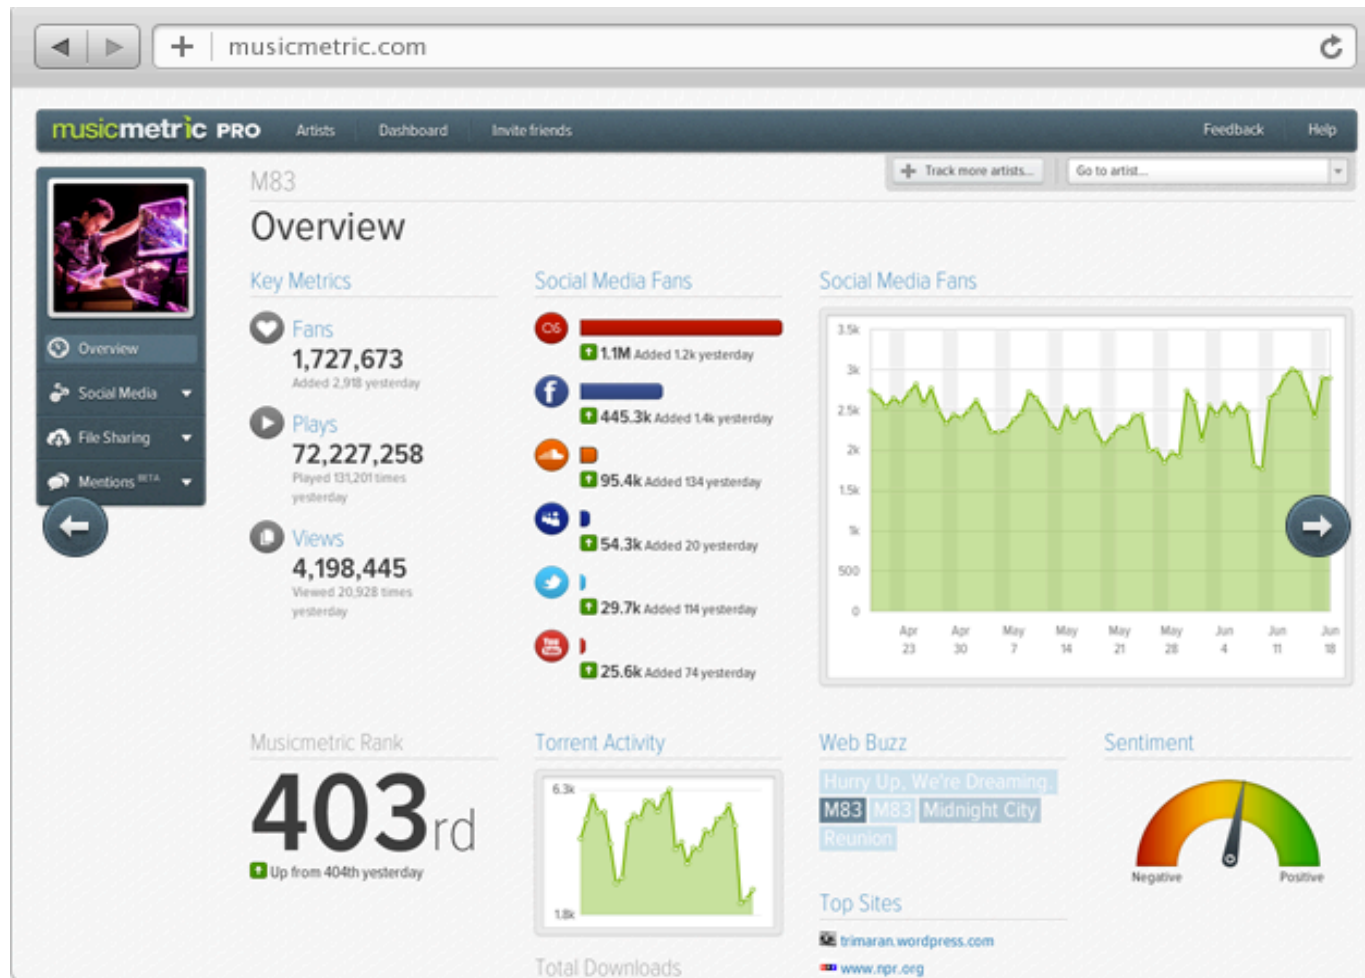 musicmetric.com
musicmetric PRO Artists Dashboard Invite friends Feedback Help
Track more artists... Go to artist...
M83
Overview
Overview
Social Media
File Sharing
Mentions BETA
Key Metrics
Fans
1,727,673
Added 2,918 yesterday
Plays
72,227,258
Played 131,201 times
yesterday
Views
4,198,445
Viewed 20,928 times
yesterday
Social Media Fans
1.1M Added 1.2k yesterday
445.3k Added 1.4k yesterday
95.4k Added 134 yesterday
54.3k Added 20 yesterday
29.7k Added 114 yesterday
You
Tube
25.6k Added 74 yesterday
Social Media Fans
3.5k
3k
2.5k
2k
1.5k
1k
500
0
Apr 23 Apr 30 May 7 May 14 May 21 May 28 Jun 4 Jun 11 Jun 18
Musicmetric Rank
403rd
Up from 404th yesterday
Torrent Activity
6.3k
1.8k
Total Downloads
Web Buzz
Hurry Up, We're Dreaming.
M83 M83 Midnight City
Reunion
Top Sites
trimaran.wordpress.com
www.npr.org
Sentiment
Negative Positive